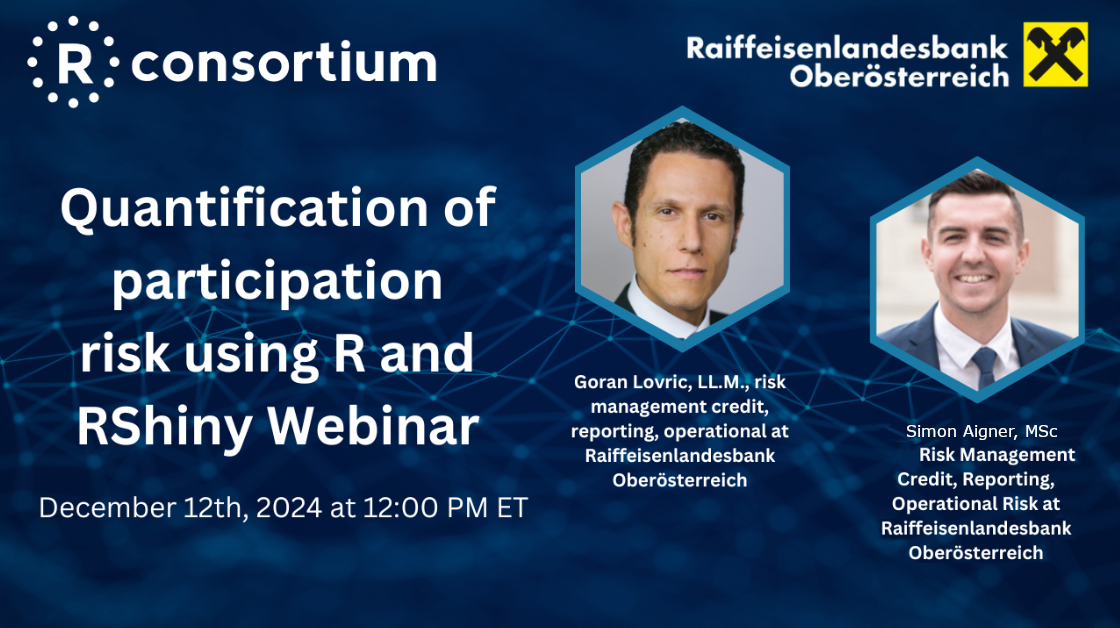 R consortium
Raiffeisenlandesbank
Oberösterreich
Quantification of
participation
risk using R and
RShiny Webinar
December 12th, 2024 at 12:00 PM ET
Goran Lovric, LL.M., risk
management credit,
reporting, operational at
Raiffeisenlandesbank
Oberösterreich
Simon Aigner, MSc
Risk Management
Credit, Reporting,
Operational Risk at
Raiffeisenlandesbank
Oberösterreich